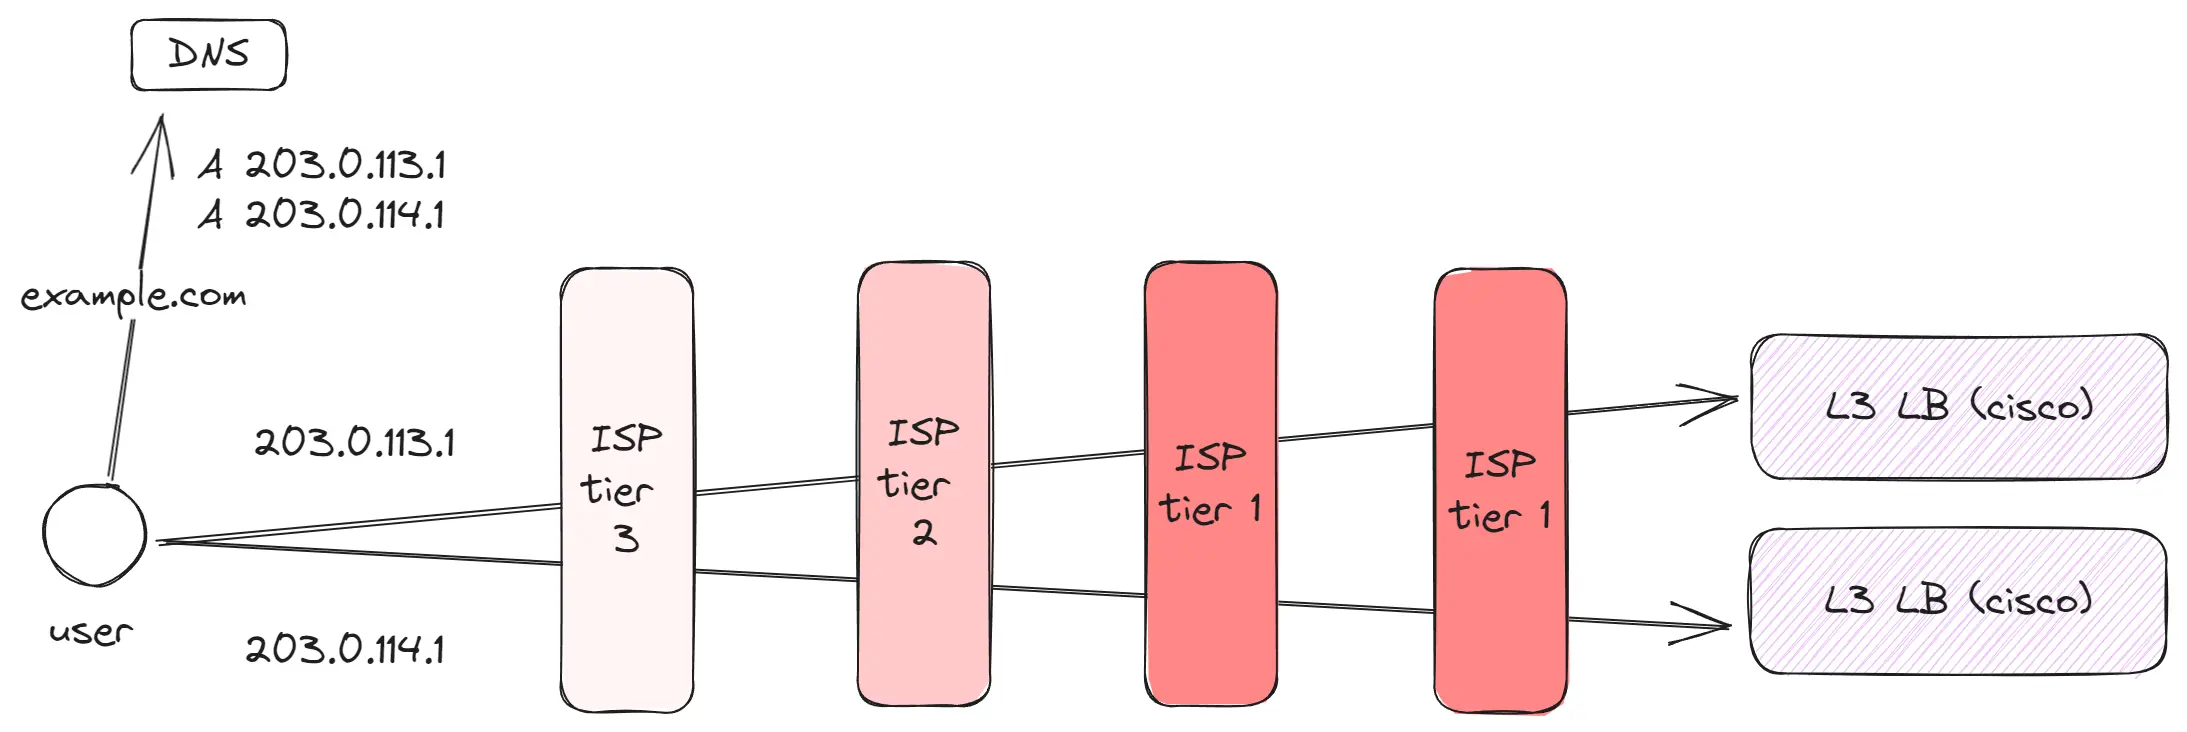 DNS
A 203.0.113.1
A 203.0.114.1
example.com
203.0.113.1
user
203.0.114.1
ISP
tier
3
ISP
tier
2
ISP
tier 1
ISP
tier 1
L3 LB (cisco)
L3 LB (cisco)